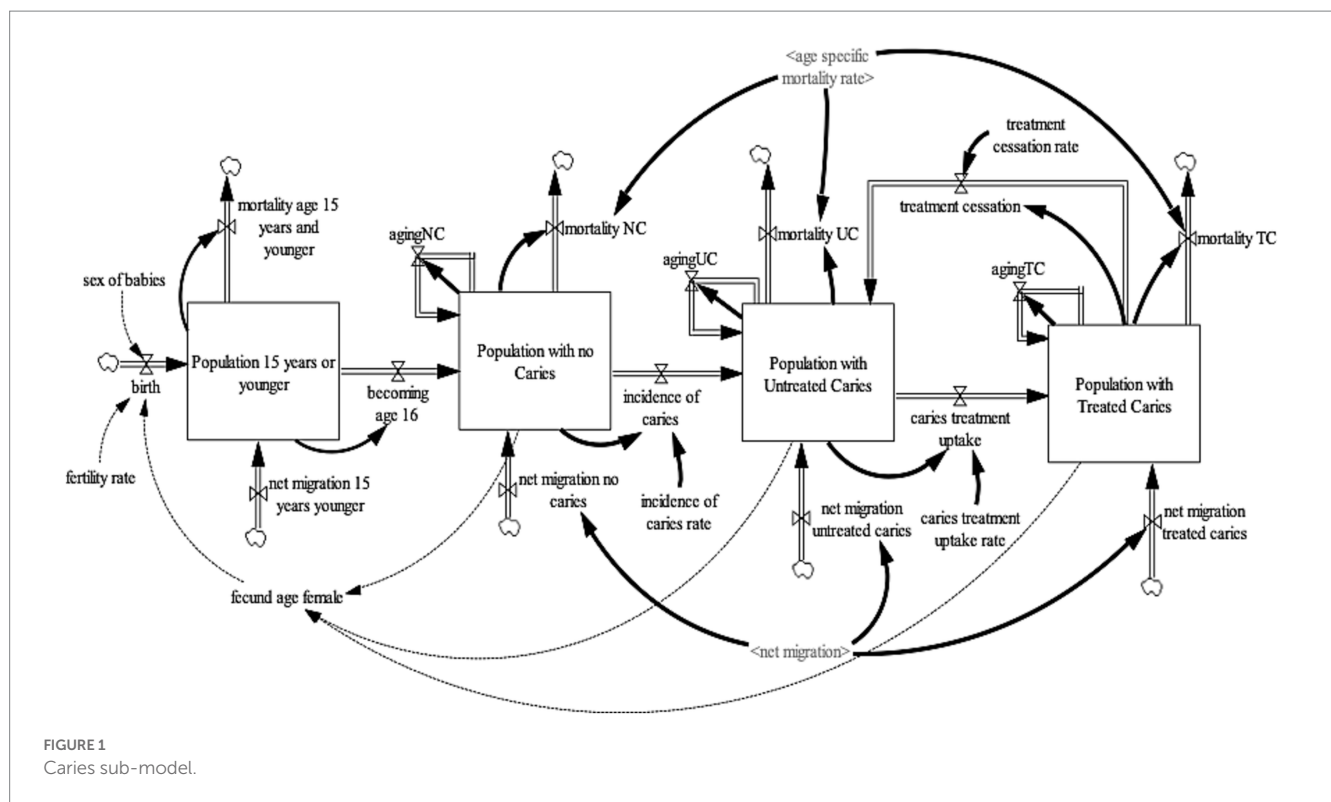 <age specific
mortality rate>
treatment
cessation rate
mortality age 15
years and
younger
agingNC
mortality NC
agingUC
mortality UC
treatment cessation
agingTC
mortality TC
sex of babies
birth
fertility rate
Population 15 years or
younger
becoming
age 16
Population with no
Caries
incidence of
caries
Population with
Untreated Caries
caries treatment
uptake
Population with
Treated Caries
net migration 15
years younger
net migration no
caries
incidence of
caries rate
net migration
untreated caries
caries treatment
uptake rate
net migration
treated caries
fecund age female
<net migration>
FIGURE 1
Caries sub-model.